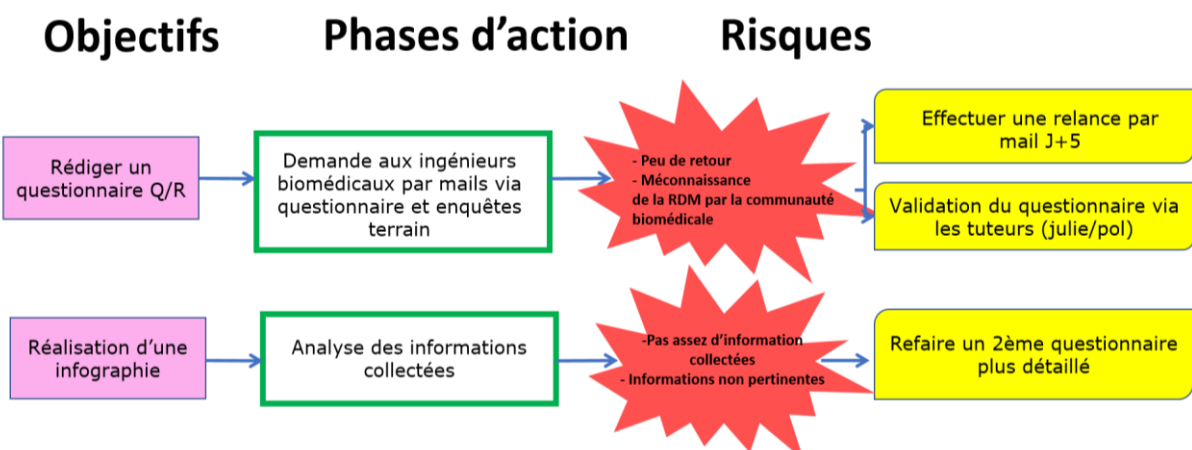 Objectifs
Phases d'action
Risques
Rédiger un
questionnaire Q/R
Demande aux ingénieurs
biomédicaux par mails via
questionnaire et enquêtes
terrain
- Peu de retour
- Méconnaissance
de la RDM par la communauté
biomédicale
Effectuer une relance par
mail J+5
Validation du questionnaire via
les tuteurs (julie/pol)
Réalisation d'une
infographie
Analyse des informations
collectées
-Pas assez d'information
collectées
- Informations non pertinentes
Refaire un 2ème questionnaire
plus détaillé